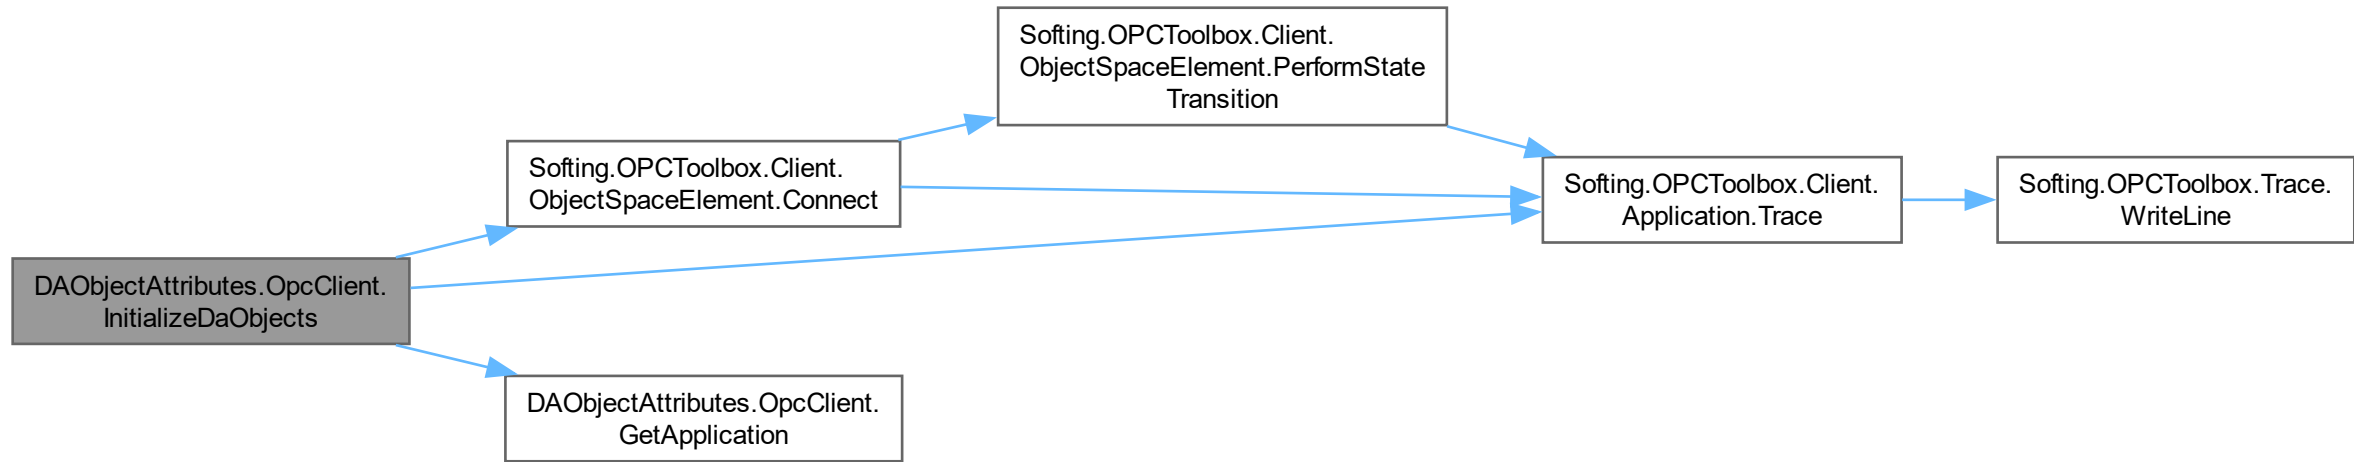 Softing.OPCToolbox.Client.
ObjectSpaceElement.PerformState
Transition
Softing.OPCToolbox.Client.
ObjectSpaceElement.Connect
Softing.OPCToolbox.Client.
Application.Trace
Softing.OPCToolbox.Trace.
WriteLine
DAObjectAttributes.OpcClient.
InitializeDaObjects
DAObjectAttributes.OpcClient.
GetApplication